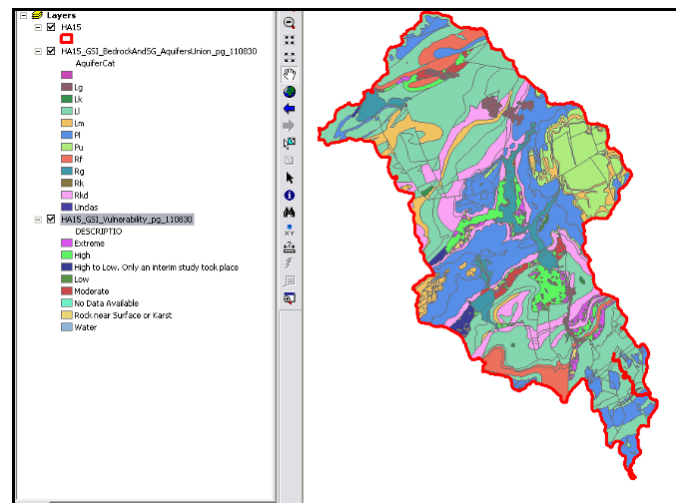 Layers
HA15
HA15_GSI_BedrockAndSG_AquifersUnion_pg_110830
AquiferCat
Lg
Lk
Ll
Lm
Pl
Pu
Rf
Rg
Rk
Rkd
Unclas
HA15_GSI_Vulnerability_pg_110830
DESCRIPTIO
Extreme
High
High to Low. Only an interim study took place
Low
Moderate
No Data Available
Rock near Surface or Karst
Water
XY